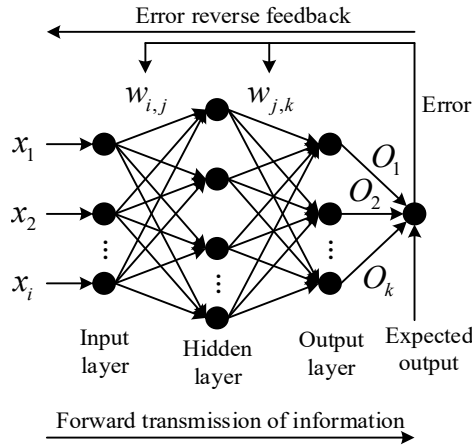 Error reverse feedback
w_{i,j}
w_{j,k}
Error
x_1
O_1
x_2
O_2
x_i
O_k
Input
layer
Hidden
layer
Output
layer
Expected
output
Forward transmission of information